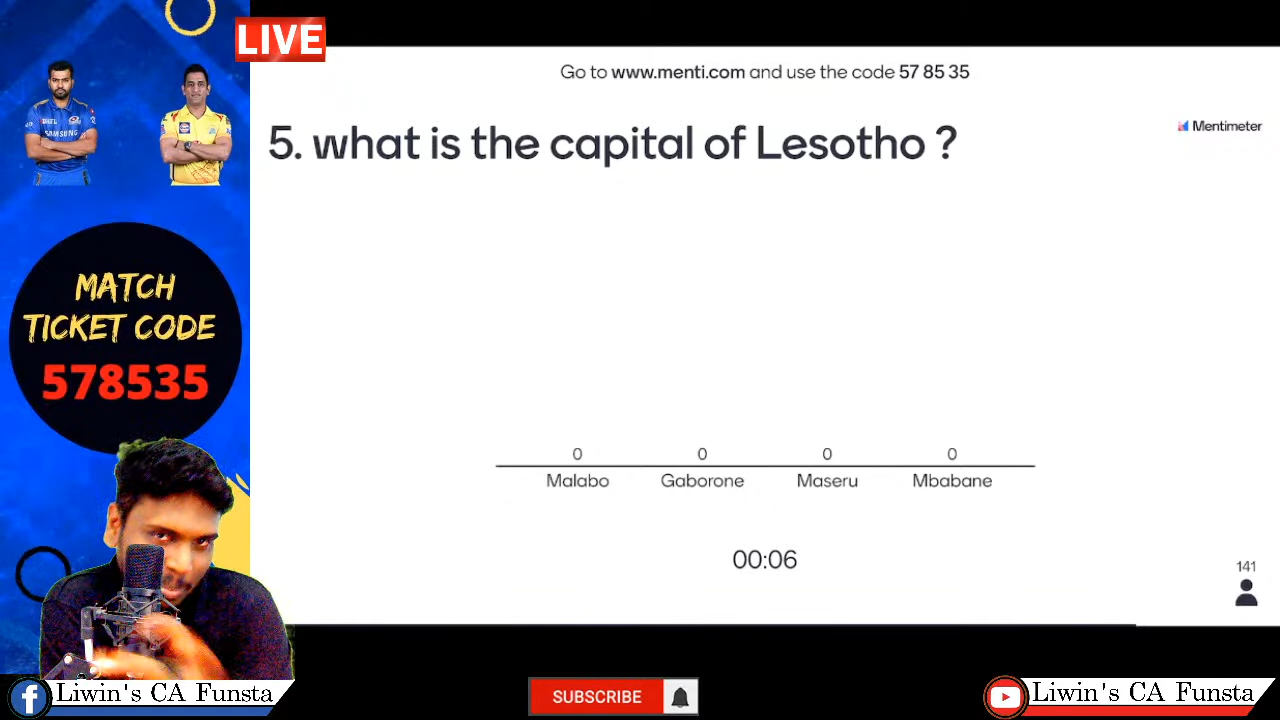 LIVE
Go to www.menti.com and use the code 57 85 35
Mentimeter
5. what is the capital of Lesotho ?
SAMSUNG
MATCH
TICKET CODE
578535
0 0 0 0
Malabo Gaborone Maseru Mbabane
00:06
141
Liwin's CA Funsta
SUBSCRIBE
Liwin's CA Funsta